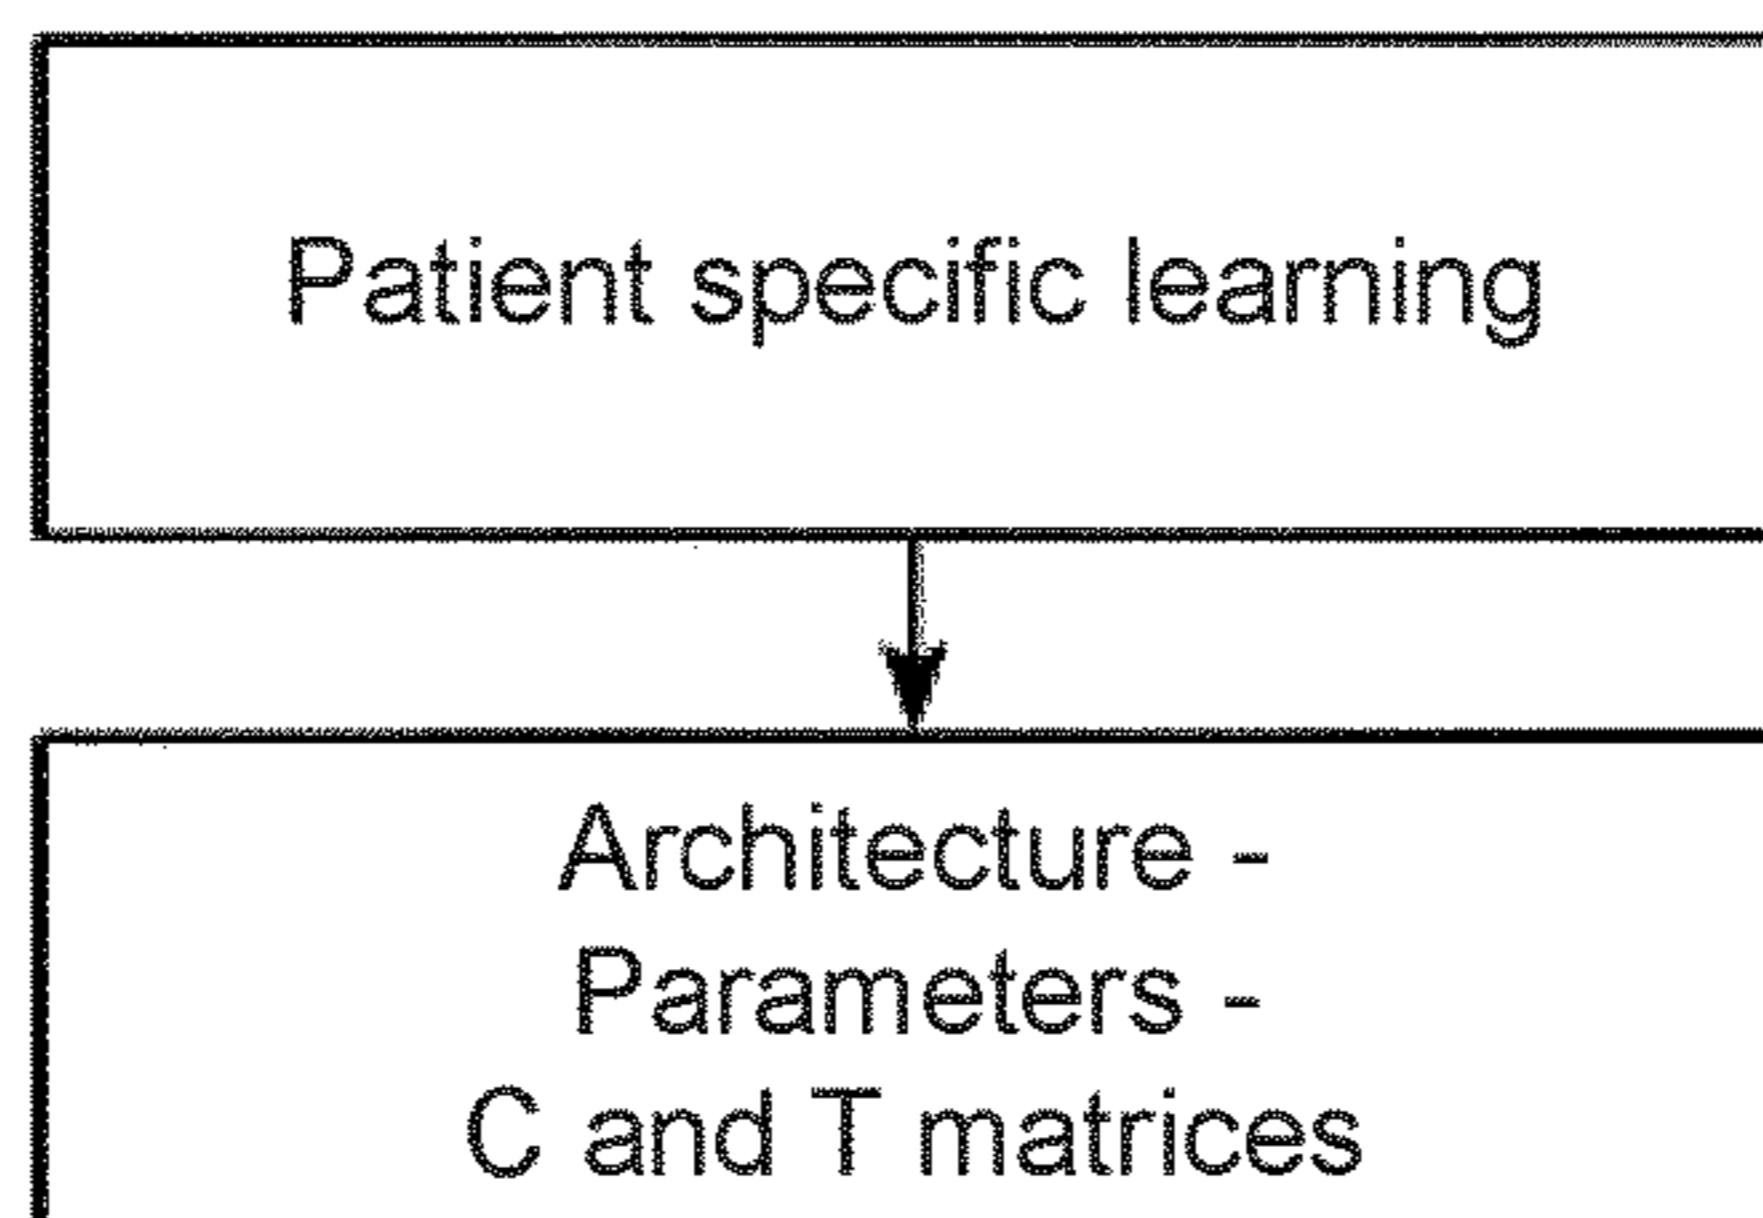 Patient specific learning
Architecture -
Parameters -
C and T matrices